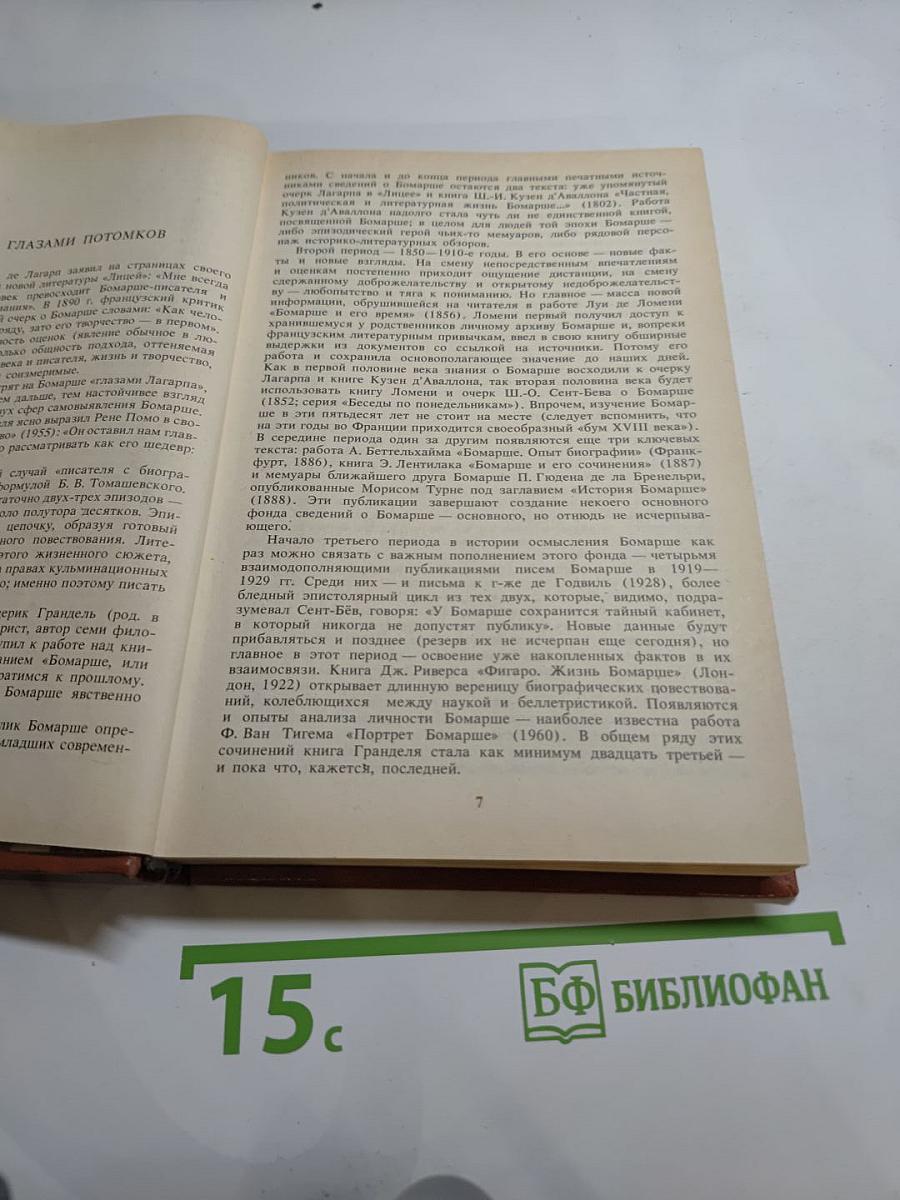 ГЛАЗАМИ ПОТОМКОВ
де Лагарп заявил на страницах своего
новой литературы «Лицей»: «Мне всегда
век превосходит Бомарше-писателя и
ния». В 1890 г. французский критик
й очерк о Бомарше словами: «Как чело-
ряду, зато его творчество — в первом».
ность оценок (явление обычное в лю-
олько общность подхода, оттеняемая
века и писателя, жизнь и творчество,
соизмеримые.
трят на Бомарше «глазами Лагарпа»,
ем дальше, тем настойчивее взгляд
вух сфер самовыявления Бомарше.
ля ясно выразил Рене Помо в сво-
во» (1955): «Он оставил нам глав-
о рассматривать как его шедевр:
й случай «писателя с биогра-
формулой Б. В. Томашевского.
таточно двух-трех эпизодов —
оло полутора десятков. Эпи-
цепочку, образуя готовый
ного повествования. Лите-
этого жизненного сюжета,
а правах кульминационных
о; именно поэтому писать
дерик Грандель (род. в
рист, автор семи фило-
упил к работе над кни-
анием «Бомарше, или
ратимся к прошлому.
Бомарше явственно
лик Бомарше опре-
младших современ-
ников. С начала и до конца периода главными печатными источ-
никами сведений о Бомарше остаются два текста: уже упомянутый
очерк Лагарпа в «Лицее» и книга Ш.-И. Кузен д'Аваллона «Частная,
политическая и литературная жизнь Бомарше...» (1802). Работа
Кузен д'Аваллона надолго стала чуть ли не единственной книгой,
посвященной Бомарше; в целом для людей той эпохи Бомарше —
либо эпизодический герой чьих-то мемуаров, либо рядовой персо-
наж историко-литературных обзоров.
Второй период — 1850—1910-е годы. В его основе — новые фак-
ты и новые взгляды. На смену непосредственным впечатлениям
и оценкам постепенно приходит ощущение дистанции, на смену
сдержанному доброжелательству и открытому недоброжелательст-
ву — любопытство и тяга к пониманию. Но главное — масса новой
информации, обрушившейся на читателя в работе Луи де Ломени
«Бомарше и его время» (1856). Ломени первый получил доступ к
хранившемуся у родственников личному архиву Бомарше и, вопреки
французским литературным привычкам, ввел в свою книгу обширные
выдержки из документов со ссылкой на источники. Потому его
работа и сохранила основополагающее значение до наших дней.
Как в первой половине века знания о Бомарше восходили к очерку
Лагарпа и книге Кузен д'Аваллона, так вторая половина века будет
использовать книгу Ломени и очерк Ш.-О. Сент-Бева о Бомарше
(1852; серия «Беседы по понедельникам»). Впрочем, изучение Бомар-
ше в эти пятьдесят лет не стоит на месте (следует вспомнить, что
на эти годы во Франции приходится своеобразный «бум XVIII века»).
В середине периода один за другим появляются еще три ключевых
текста: работа А. Беттельхайма «Бомарше. Опыт биографии» (Франк-
фурт, 1886), книга Э. Лентилака «Бомарше и его сочинения» (1887)
и мемуары ближайшего друга Бомарше П. Гюдена де ла Бренельри,
опубликованные Морисом Турне под заглавием «История Бомарше»
(1888). Эти публикации завершают создание некоего основного
фонда сведений о Бомарше — основного, но отнюдь не исчерпыва-
ющего.
Начало третьего периода в истории осмысления Бомарше как
раз можно связать с важным пополнением этого фонда — четырьмя
взаимодополняющими публикациями писем Бомарше в 1919—
1929 гг. Среди них — и письма к г-же де Годвиль (1928), более
бледный эпистолярный цикл из тех двух, которые, видимо, подра-
зумевал Сент-Бёв, говоря: «У Бомарше сохранится тайный кабинет,
в который никогда не допустят публику». Новые данные будут
прибавляться и позднее (резерв их не исчерпан еще сегодня), но
главное в этот период — освоение уже накопленных фактов в их
взаимосвязи. Книга Дж. Риверса «Фигаро. Жизнь Бомарше» (Лон-
дон, 1922) открывает длинную вереницу биографических повествова-
ний, колеблющихся между наукой и беллетристикой. Появляются
и опыты анализа личности Бомарше — наиболее известна работа
Ф. Ван Тигема «Портрет Бомарше» (1960). В общем ряду этих
сочинений книга Гранделя стала как минимум двадцать третьей —
и пока что, кажется, последней.
7
15 с
БФ БИБЛИОФАН